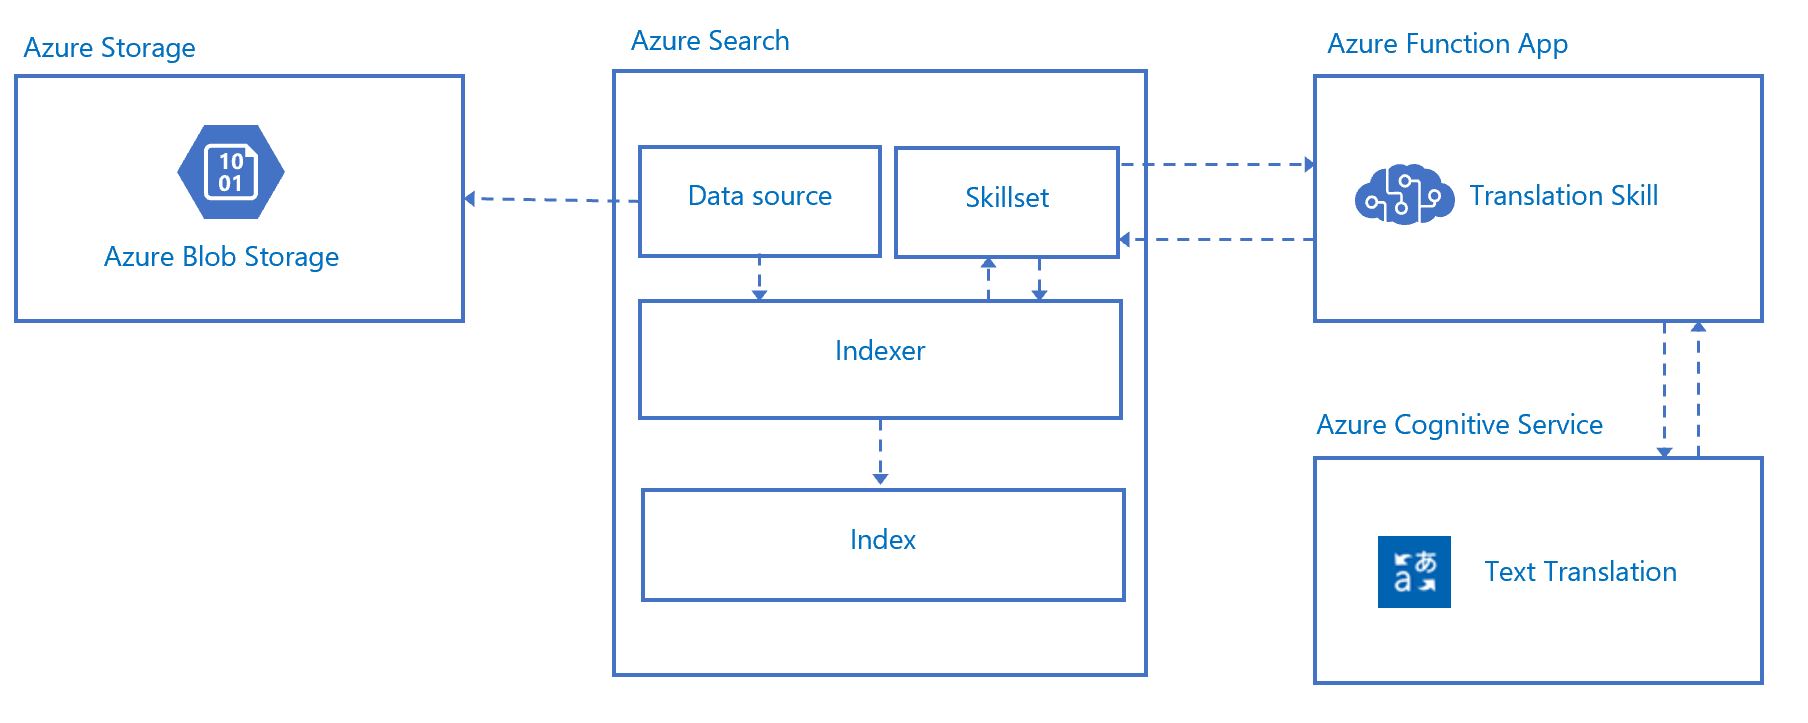 Azure Storage
10
01
Azure Blob Storage
Azure Search
Data source
Skillset
Indexer
Index
Azure Function App
Translation Skill
Azure Cognitive Service
a あ
Text Translation